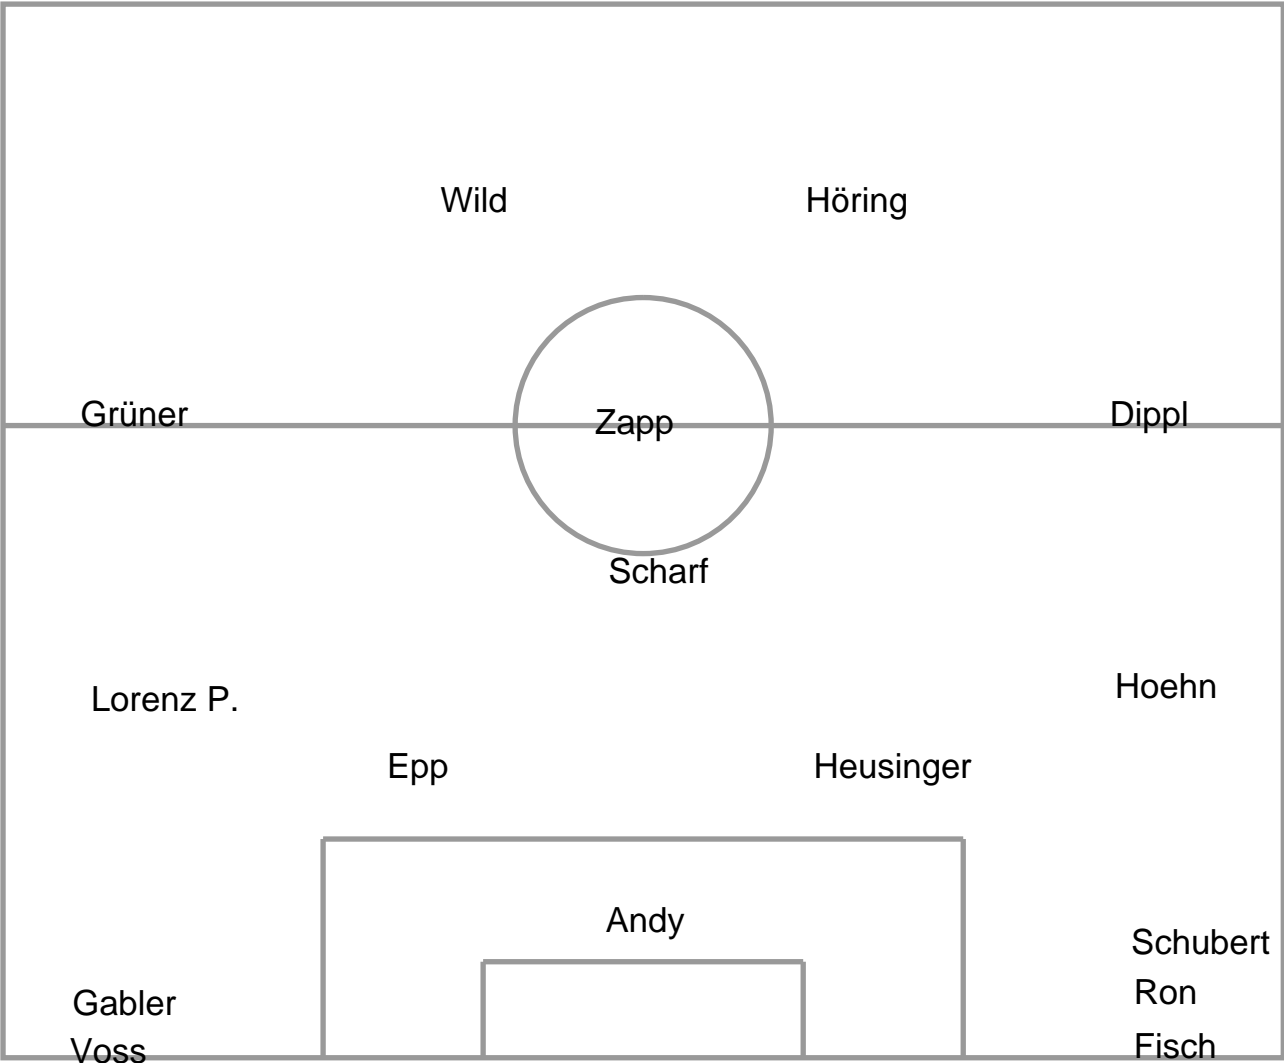 Wild Höring
Grüner Zapp Dippl
Scharf
Lorenz P. Hoehn
Epp Heusinger
Andy
Schubert
Gabler Ron
Voss Fisch